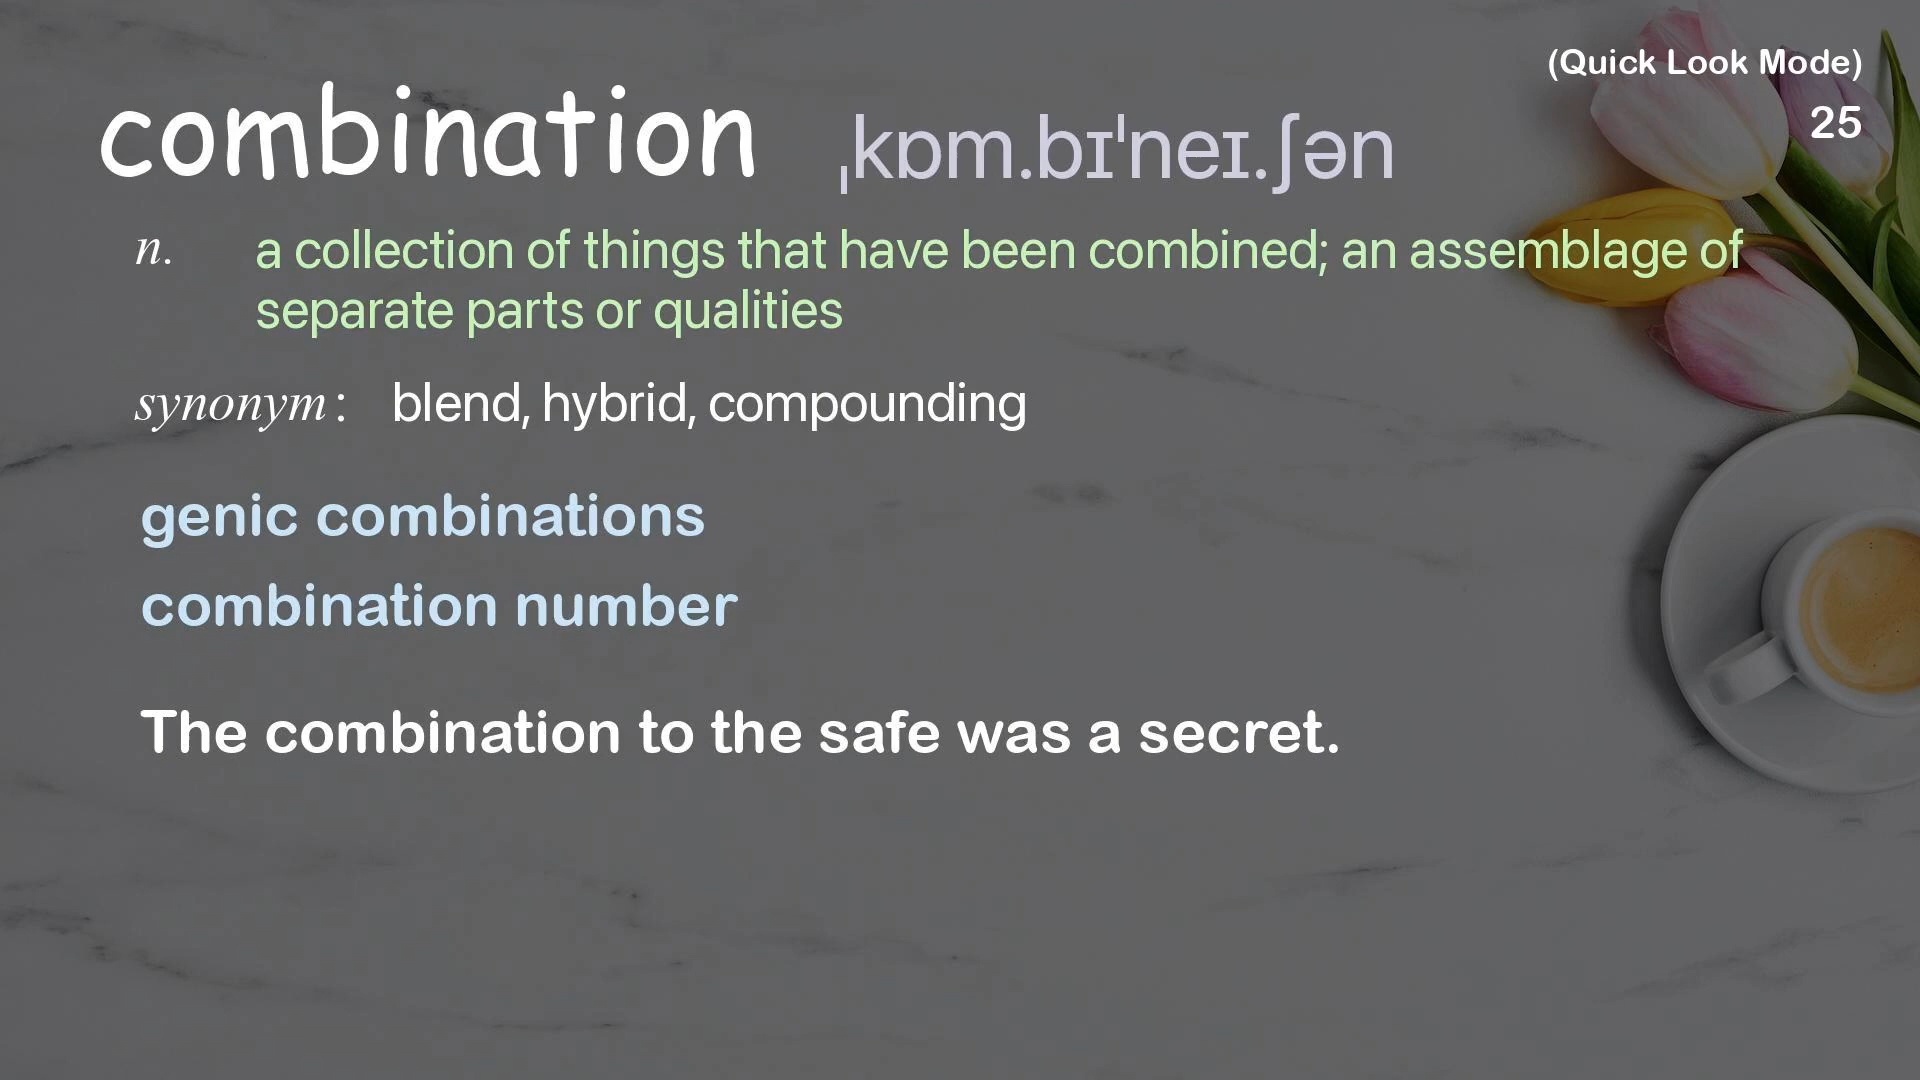 (Quick Look Mode)
25
combination ˌkɒm.bɪˈneɪ.ʃən
n. a collection of things that have been combined; an assemblage of
separate parts or qualities
synonym: blend, hybrid, compounding
genic combinations
combination number
The combination to the safe was a secret.